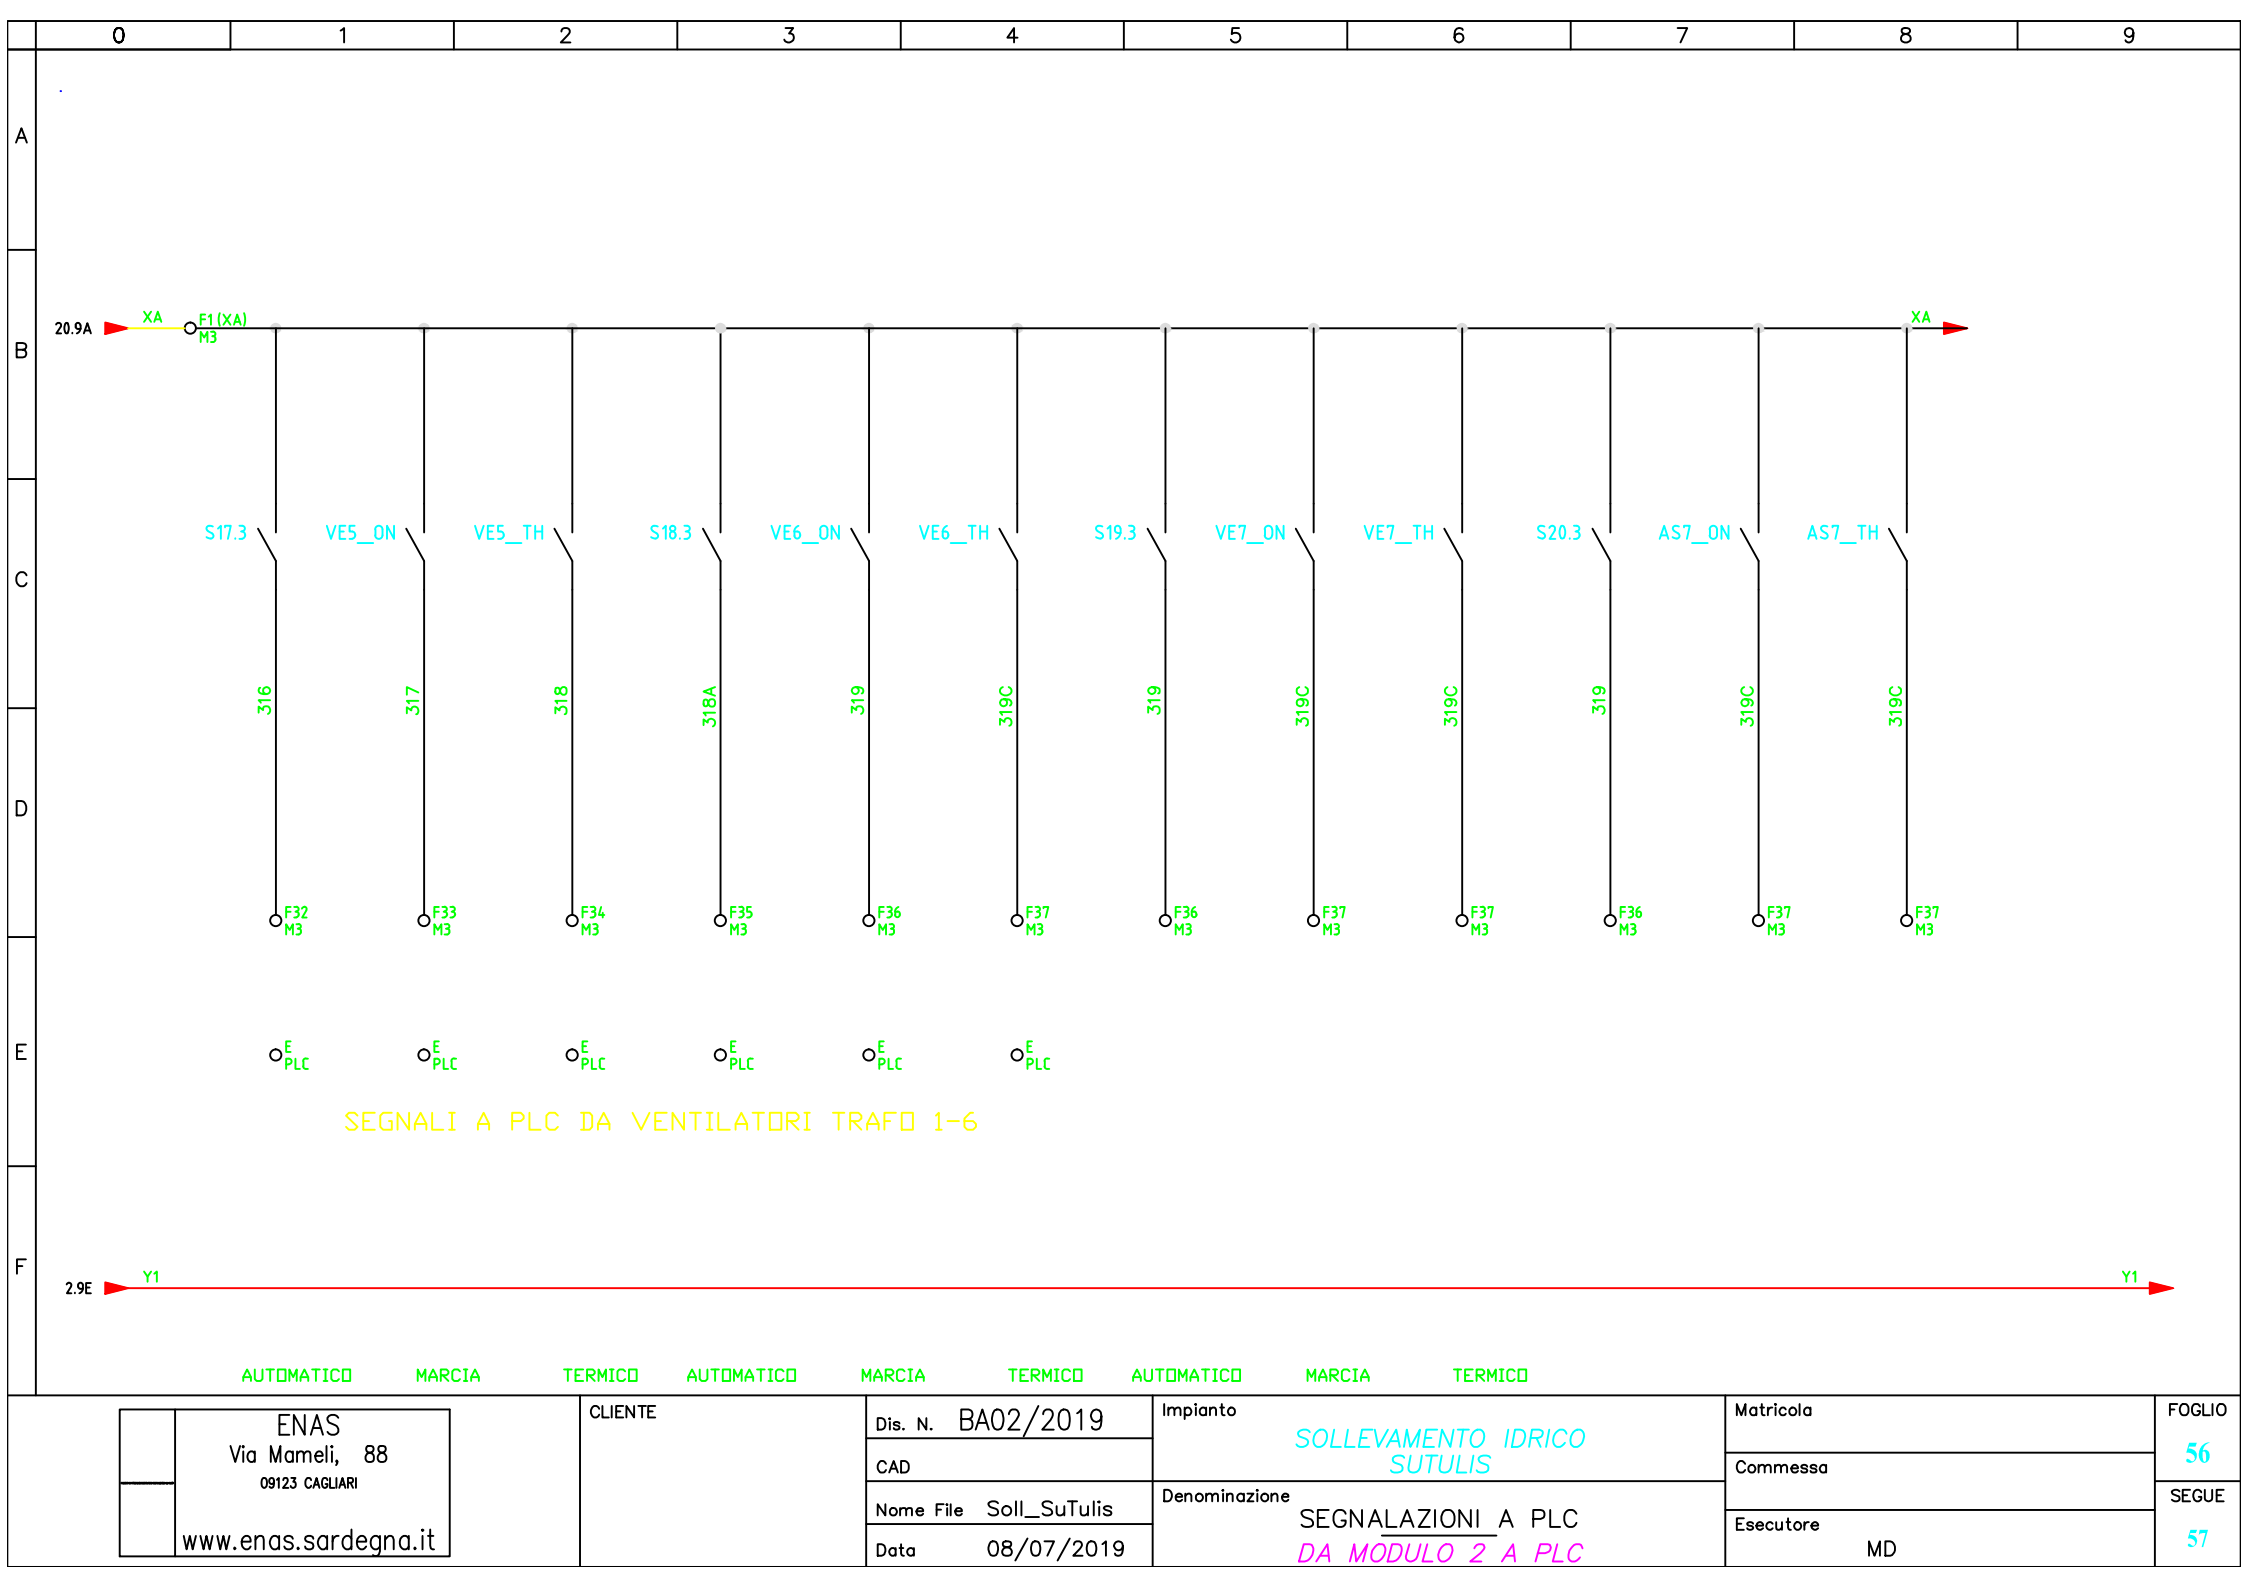 0 1 2 3 4 5 6 7 8 9
A
XA F1(XA) XA
20.9A
M3
B
S17.3 VE5_ON VE5_TH S18.3 VE6_ON VE6_TH S19.3 VE7_ON VE7_TH S20.3 AS7_ON AS7_TH
C
316 317 318 318A 319 319C 319 319C 319C 319 319C 319C
D
F32 F33 F34 F35 F36 F37 F36 F37 F37 F36 F37 F37
M3 M3 M3 M3 M3 M3 M3 M3 M3 M3 M3 M3
E
E E E E E E
PLC PLC PLC PLC PLC PLC
SEGNALI A PLC DA VENTILATORI TRAFO 1-6
F
Y1 Y1
2.9E
AUTOMATICO MARCIA TERMICO AUTOMATICO MARCIA TERMICO AUTOMATICO MARCIA TERMICO
ENAS
Via Mameli, 88
09123 CAGLIARI
www.enas.sardegna.it
CLIENTE
Dis. N. BA02/2019
CAD
Nome File Soll_SuTulis
Data 08/07/2019
Impianto
SOLLEVAMENTO IDRICO
SUTULIS
Denominazione
SEGNALAZIONI A PLC
DA MODULO 2 A PLC
Matricola
Commessa
Esecutore
MD
FOGLIO
56
SEGUE
57